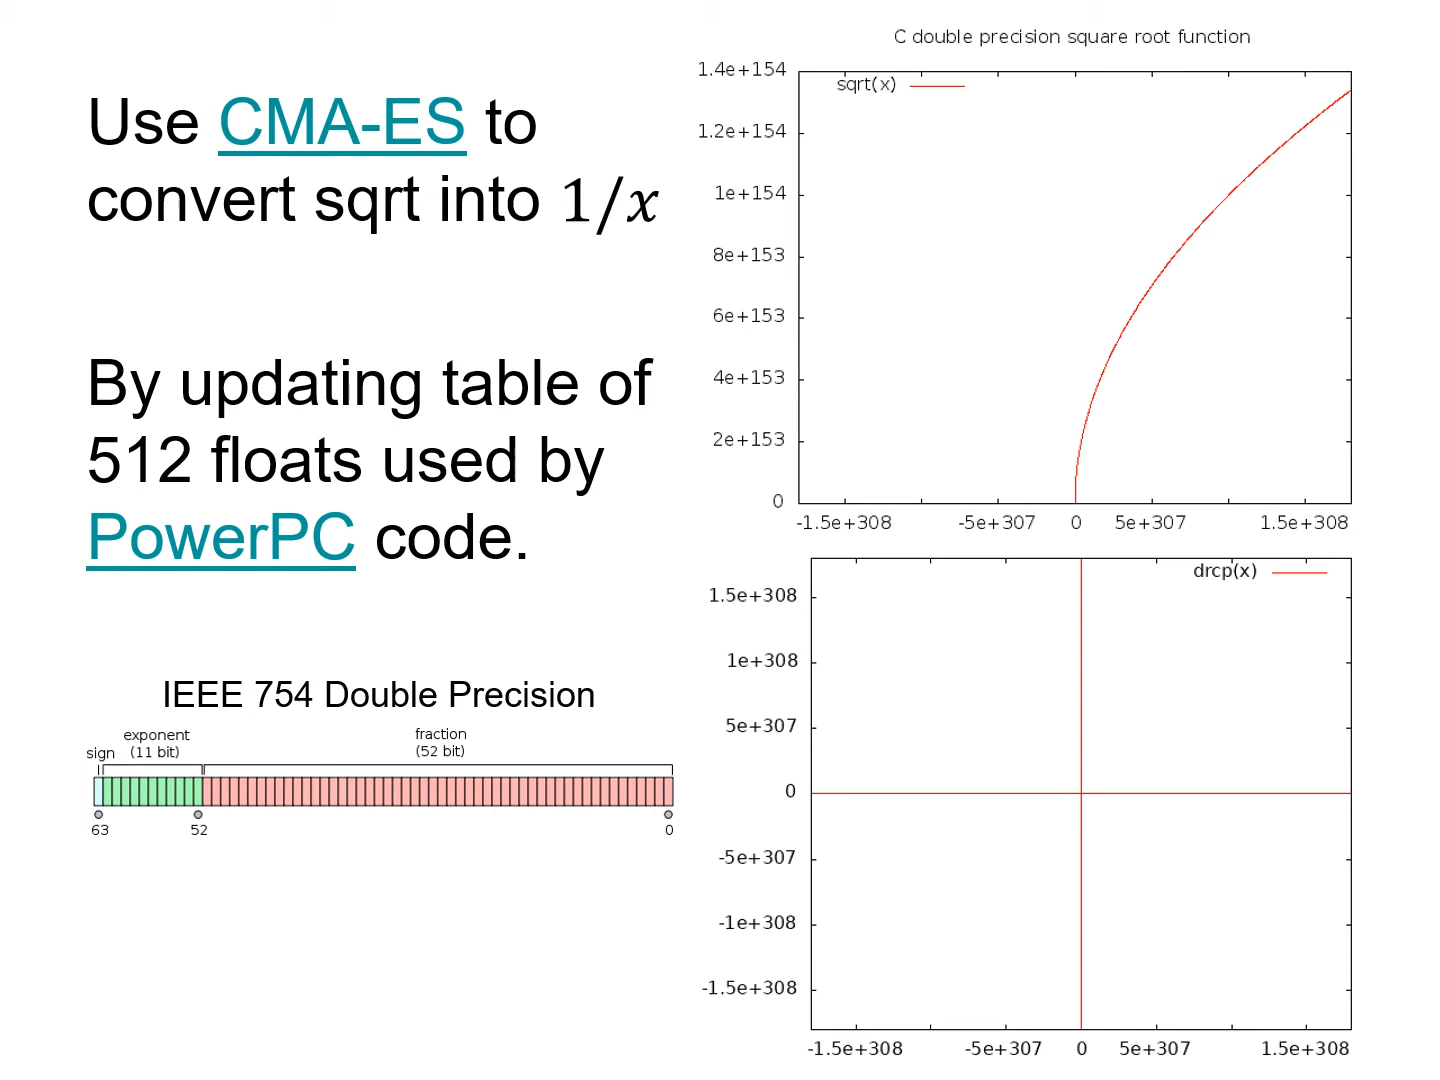 Use CMA-ES to
convert sqrt into 1/x
By updating table of
512 floats used by
PowerPC code.
IEEE 754 Double Precision
sign
exponent
(11 bit)
fraction
(52 bit)
63
52
0
C double precision square root function
sqrt(x)
1.4e+154
1.2e+154
1e+154
8e+153
6e+153
4e+153
2e+153
0
-1.5e+308 -5e+307 0 5e+307 1.5e+308
drcp(x)
1.5e+308
1e+308
5e+307
0
-5e+307
-1e+308
-1.5e+308
-1.5e+308 -5e+307 0 5e+307 1.5e+308